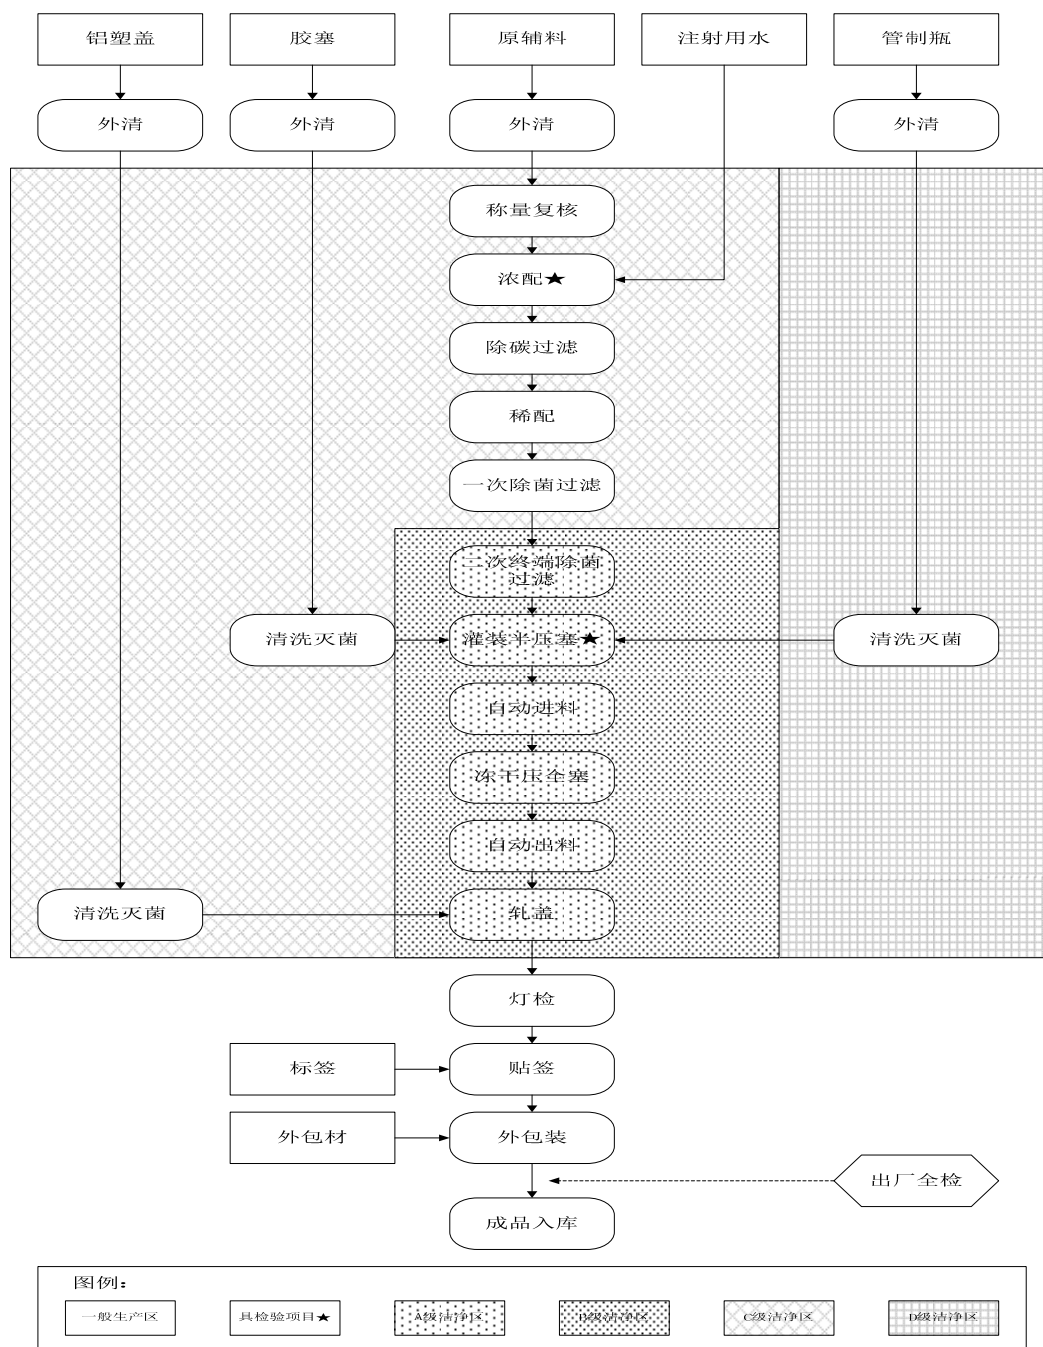 铝塑盖
胶塞
原辅料
注射用水
管制瓶
外清
外清
外清
外清
称量复核
浓配★
除碳过滤
稀配
一次除菌过滤
二次终端除菌
过滤
清洗灭菌
灌装半压塞★
清洗灭菌
自动进料
冻干压全塞
自动出料
清洗灭菌
轧盖
灯检
标签
贴签
外包材
外包装
出厂全检
成品入库
图例：
一般生产区
具检验项目★
A级洁净区
B级洁净区
C级洁净区
D级洁净区